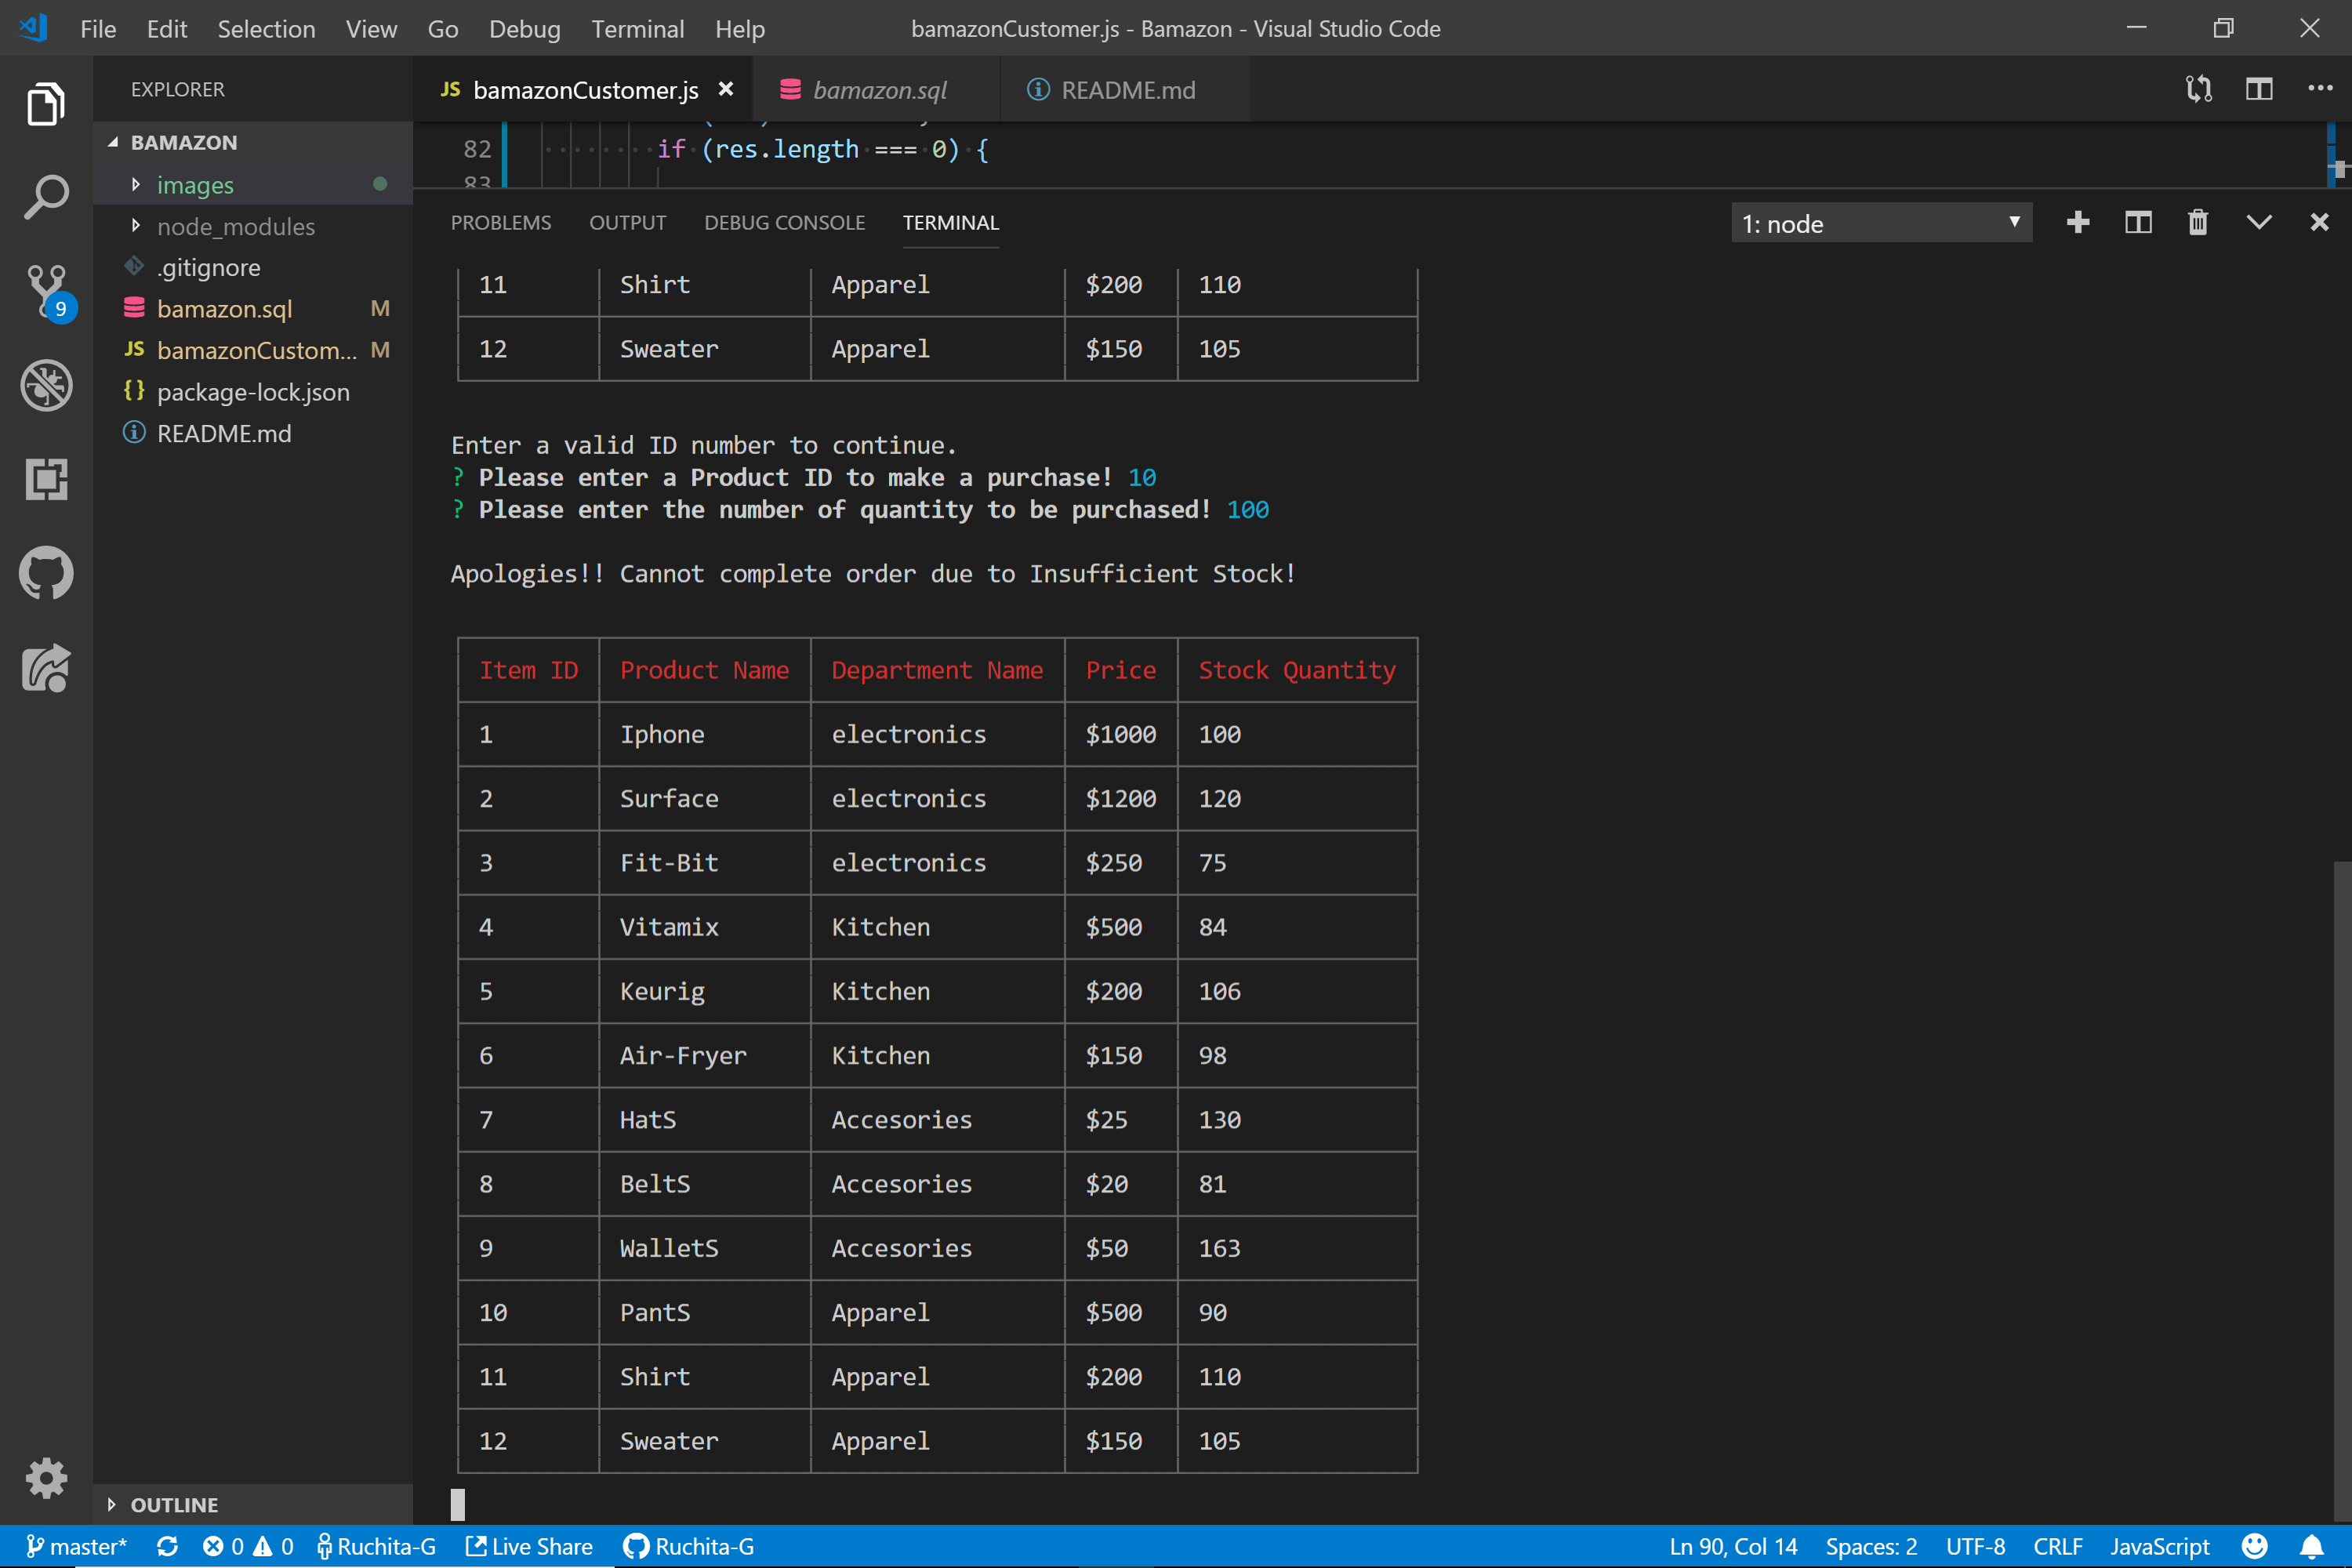 File Edit Selection View Go Debug Terminal Help bamazonCustomer.js - Bamazon - Visual Studio Code
EXPLORER
BAMAZON
images
node_modules
.gitignore
bamazon.sql M
JS bamazonCustom... M
{} package-lock.json
README.md
OUTLINE
9
JS bamazonCustomer.js bamazon.sql README.md
82 if (res.length === 0) {
83
PROBLEMS OUTPUT DEBUG CONSOLE TERMINAL 1: node
11 Shirt Apparel $200 110
12 Sweater Apparel $150 105
Enter a valid ID number to continue.
? Please enter a Product ID to make a purchase! 10
? Please enter the number of quantity to be purchased! 100
Apologies!! Cannot complete order due to Insufficient Stock!
Item ID Product Name Department Name Price Stock Quantity
1 Iphone electronics $1000 100
2 Surface electronics $1200 120
3 Fit-Bit electronics $250 75
4 Vitamix Kitchen $500 84
5 Keurig Kitchen $200 106
6 Air-Fryer Kitchen $150 98
7 HatS Accesories $25 130
8 BeltS Accesories $20 81
9 WalletS Accesories $50 163
10 PantS Apparel $500 90
11 Shirt Apparel $200 110
12 Sweater Apparel $150 105
master* 0 0 Ruchita-G Live Share Ruchita-G Ln 90, Col 14 Spaces: 2 UTF-8 CRLF JavaScript